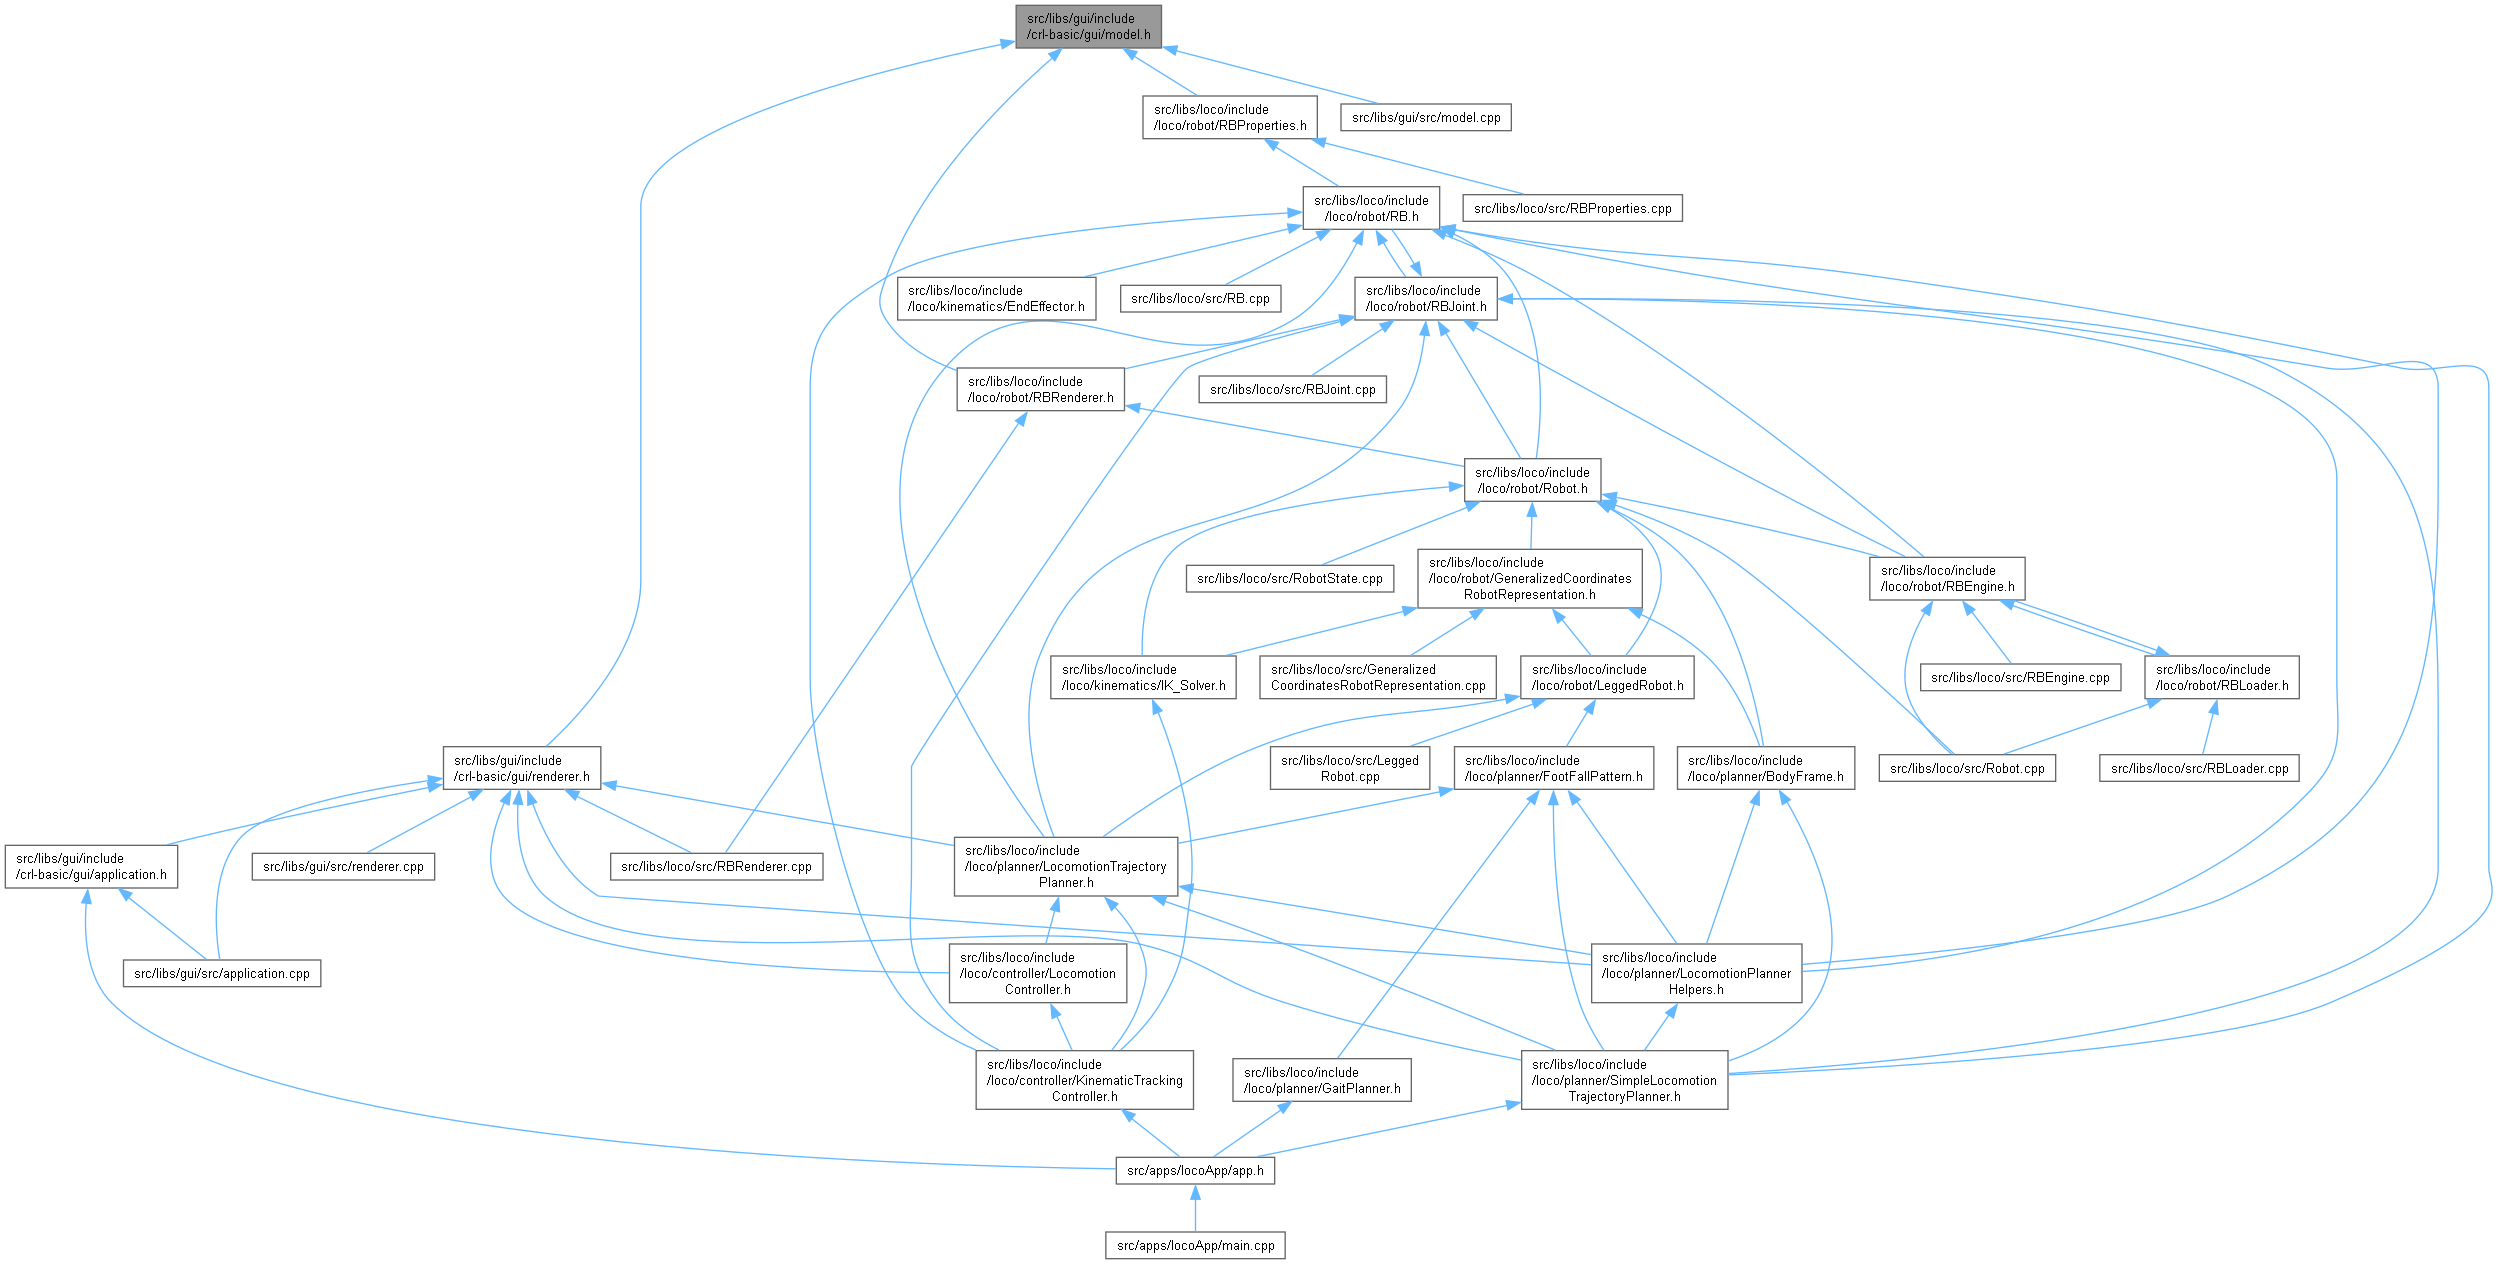 src/libs/gui/include
/crl-basic/gui/model.h
src/libs/loco/include
/loco/robot/RBProperties.h
src/libs/gui/src/model.cpp
src/libs/loco/include
/loco/robot/RB.h
src/libs/loco/src/RBProperties.cpp
src/libs/loco/include
/loco/kinematics/EndEffector.h
src/libs/loco/src/RB.cpp
src/libs/loco/include
/loco/robot/RBJoint.h
src/libs/loco/include
/loco/robot/RBRenderer.h
src/libs/loco/src/RBJoint.cpp
src/libs/loco/include
/loco/robot/Robot.h
src/libs/loco/src/RobotState.cpp
src/libs/loco/include
/loco/robot/GeneralizedCoordinates
RobotRepresentation.h
src/libs/loco/include
/loco/robot/RBEngine.h
src/libs/loco/include
/loco/kinematics/IK_Solver.h
src/libs/loco/src/Generalized
CoordinatesRobotRepresentation.cpp
src/libs/loco/include
/loco/robot/LeggedRobot.h
src/libs/loco/src/RBEngine.cpp
src/libs/loco/include
/loco/robot/RBLoader.h
src/libs/gui/include
/crl-basic/gui/renderer.h
src/libs/loco/src/Legged
Robot.cpp
src/libs/loco/include
/loco/planner/FootFallPattern.h
src/libs/loco/include
/loco/planner/BodyFrame.h
src/libs/loco/src/Robot.cpp
src/libs/loco/src/RBLoader.cpp
src/libs/gui/include
/crl-basic/gui/application.h
src/libs/gui/src/renderer.cpp
src/libs/loco/src/RBRenderer.cpp
src/libs/loco/include
/loco/planner/LocomotionTrajectory
Planner.h
src/libs/gui/src/application.cpp
src/libs/loco/include
/loco/controller/Locomotion
Controller.h
src/libs/loco/include
/loco/planner/LocomotionPlanner
Helpers.h
src/libs/loco/include
/loco/controller/KinematicTracking
Controller.h
src/libs/loco/include
/loco/planner/GaitPlanner.h
src/libs/loco/include
/loco/planner/SimpleLocomotion
TrajectoryPlanner.h
src/apps/locoApp/app.h
src/apps/locoApp/main.cpp